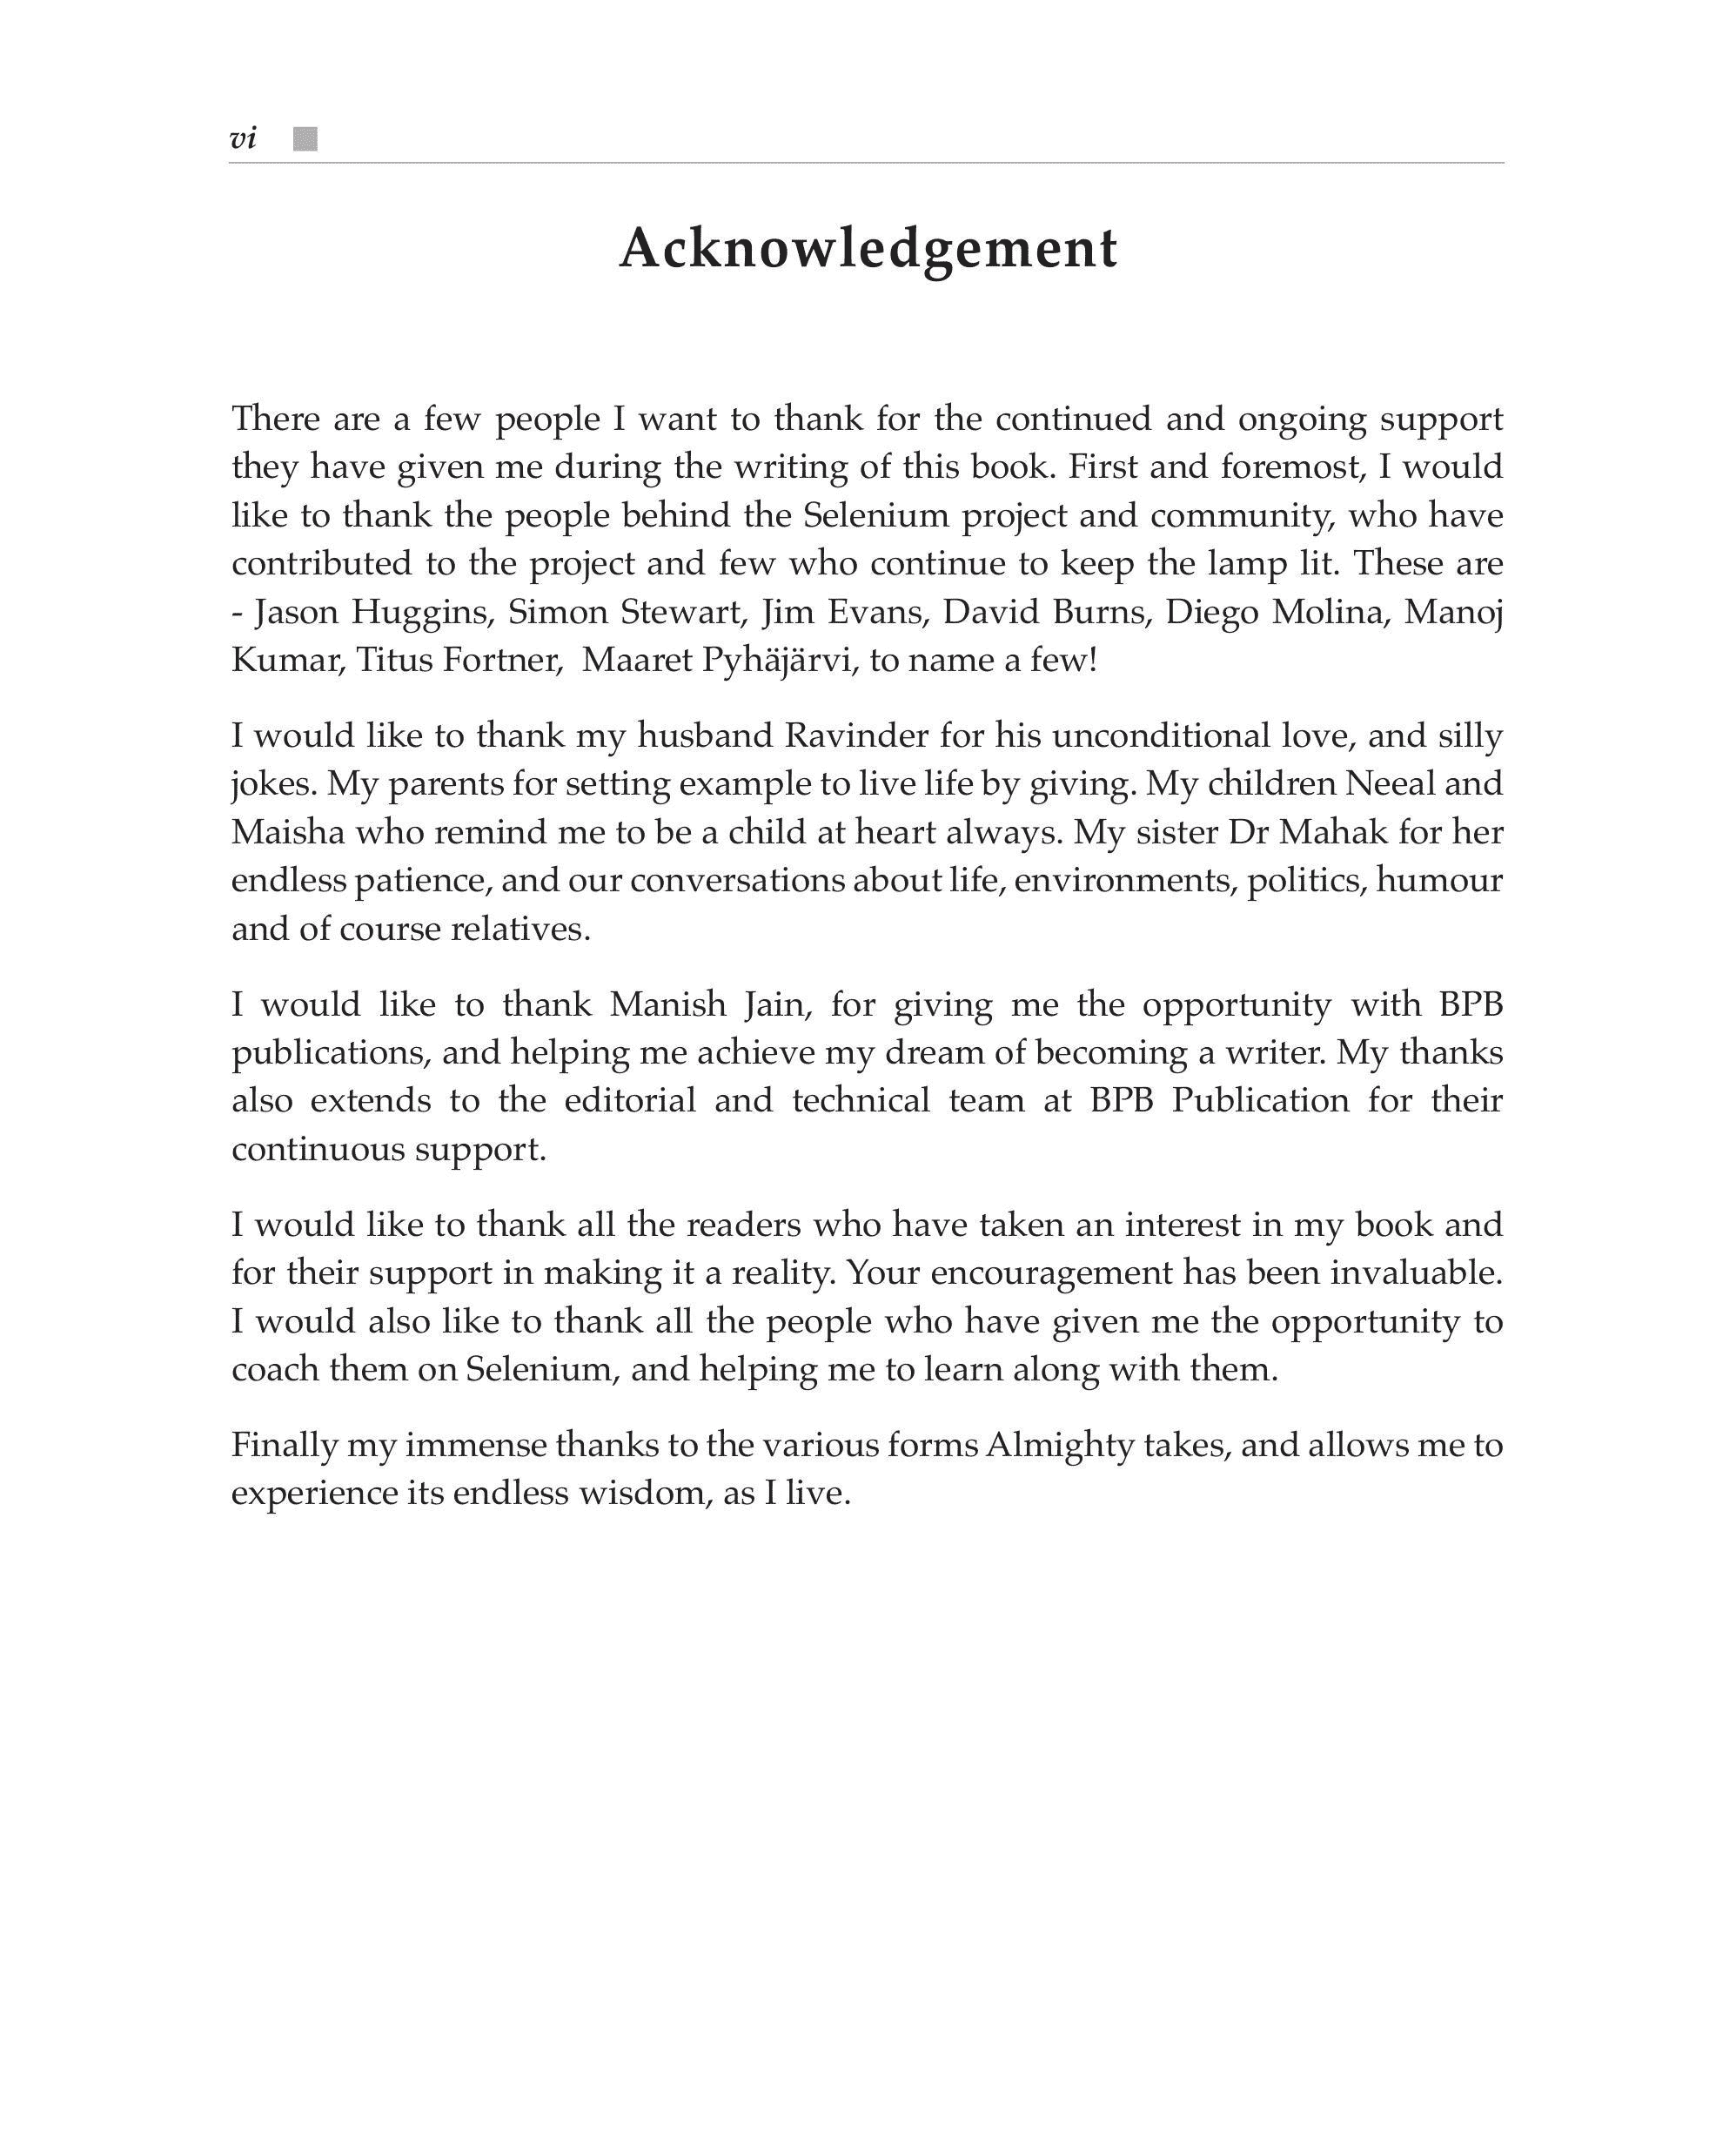 vi
Acknowledgement
There are a few people I want to thank for the continued and ongoing support
they have given me during the writing of this book. First and foremost, I would
like to thank the people behind the Selenium project and community, who have
contributed to the project and few who continue to keep the lamp lit. These are
- Jason Huggins, Simon Stewart, Jim Evans, David Burns, Diego Molina, Manoj
Kumar, Titus Fortner,  Maaret Pyhäjärvi, to name a few!
I would like to thank my husband Ravinder for his unconditional love, and silly
jokes. My parents for setting example to live life by giving. My children Neeal and
Maisha who remind me to be a child at heart always. My sister Dr Mahak for her
endless patience, and our conversations about life, environments, politics, humour
and of course relatives.
I would like to thank Manish Jain, for giving me the opportunity with BPB
publications, and helping me achieve my dream of becoming a writer. My thanks
also extends to the editorial and technical team at BPB Publication for their
continuous support.
I would like to thank all the readers who have taken an interest in my book and
for their support in making it a reality. Your encouragement has been invaluable.
I would also like to thank all the people who have given me the opportunity to
coach them on Selenium, and helping me to learn along with them.
Finally my immense thanks to the various forms Almighty takes, and allows me to
experience its endless wisdom, as I live.